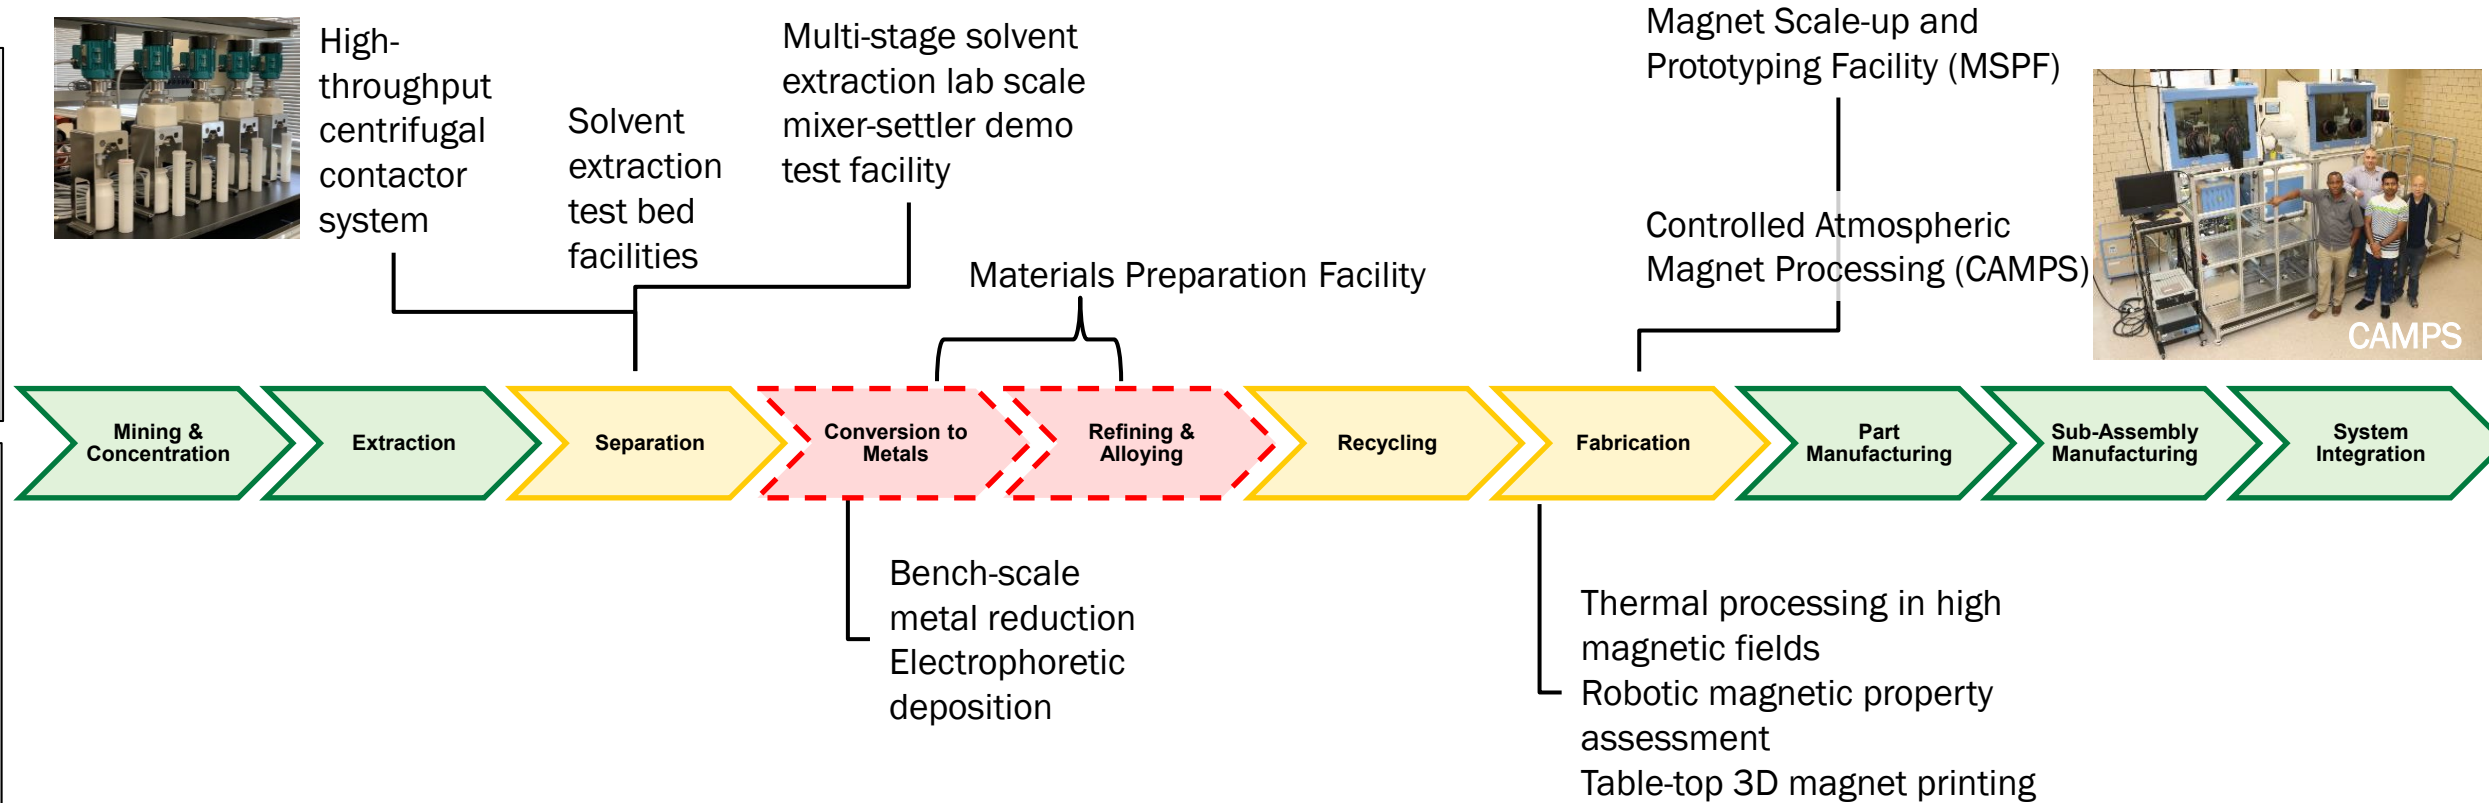 High-
throughput
centrifugal
contactor
system
Solvent
extraction
test bed
facilities
Multi-stage solvent
extraction lab scale
mixer-settler demo
test facility
Materials Preparation Facility
Magnet Scale-up and
Prototyping Facility (MSPF)
Controlled Atmospheric
Magnet Processing (CAMPS)
CAMPS
Mining &
Concentration
Extraction
Separation
Conversion to
Metals
Refining &
Alloying
Recycling
Fabrication
Part
Manufacturing
Sub-Assembly
Manufacturing
System
Integration
Bench-scale
metal reduction
Electrophoretic
deposition
Thermal processing in high
magnetic fields
Robotic magnetic property
assessment
Table-top 3D magnet printing